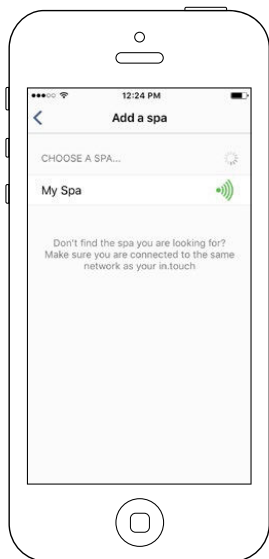 12:24 PM
Add a spa
CHOOSE A SPA...
My Spa
Don't find the spa you are looking for?
Make sure you are connected to the same
network as your in.touch